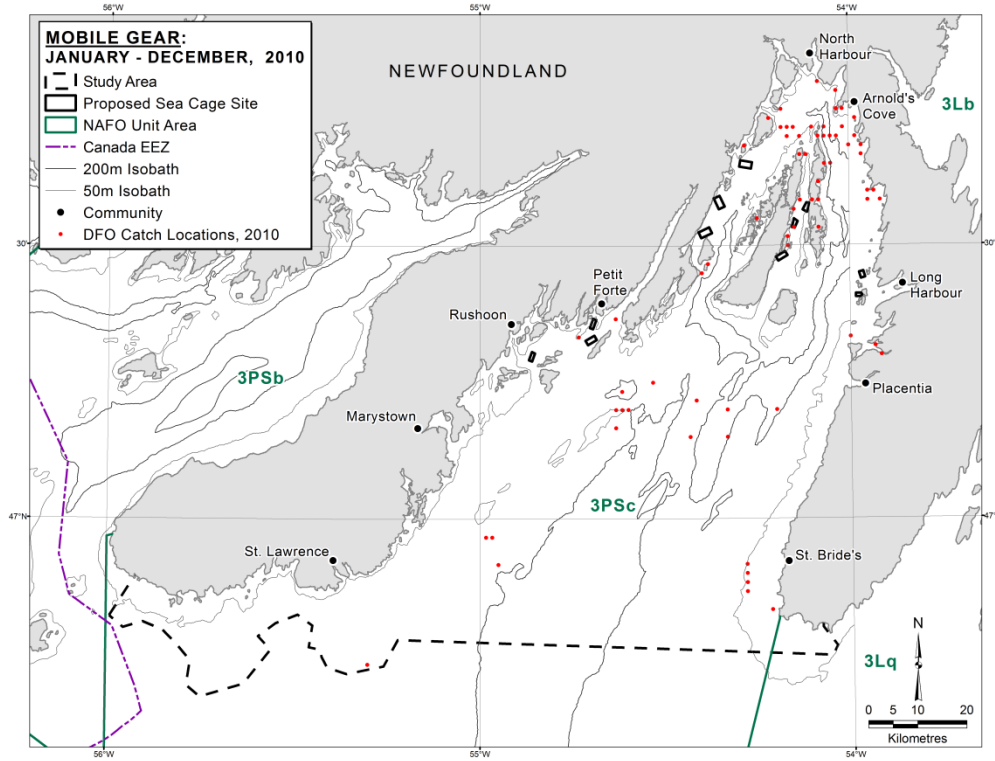 56°W
55°W
54°W
MOBILE GEAR:
JANUARY - DECEMBER, 2010
Study Area
Proposed Sea Cage Site
NAFO Unit Area
Canada EEZ
200m Isobath
50m Isobath
Community
DFO Catch Locations, 2010
NEWFOUNDLAND
North
Harbour
Arnold's
Cove
3Lb
30'
30'
Petit
Forte
Long
Harbour
Rushoon
3PSb
Placentia
Marystown
3PSc
47°N
47°N
St. Lawrence
St. Bride's
N
3Lq
0 5 10 20
Kilometres
56°W
55°W
54°W